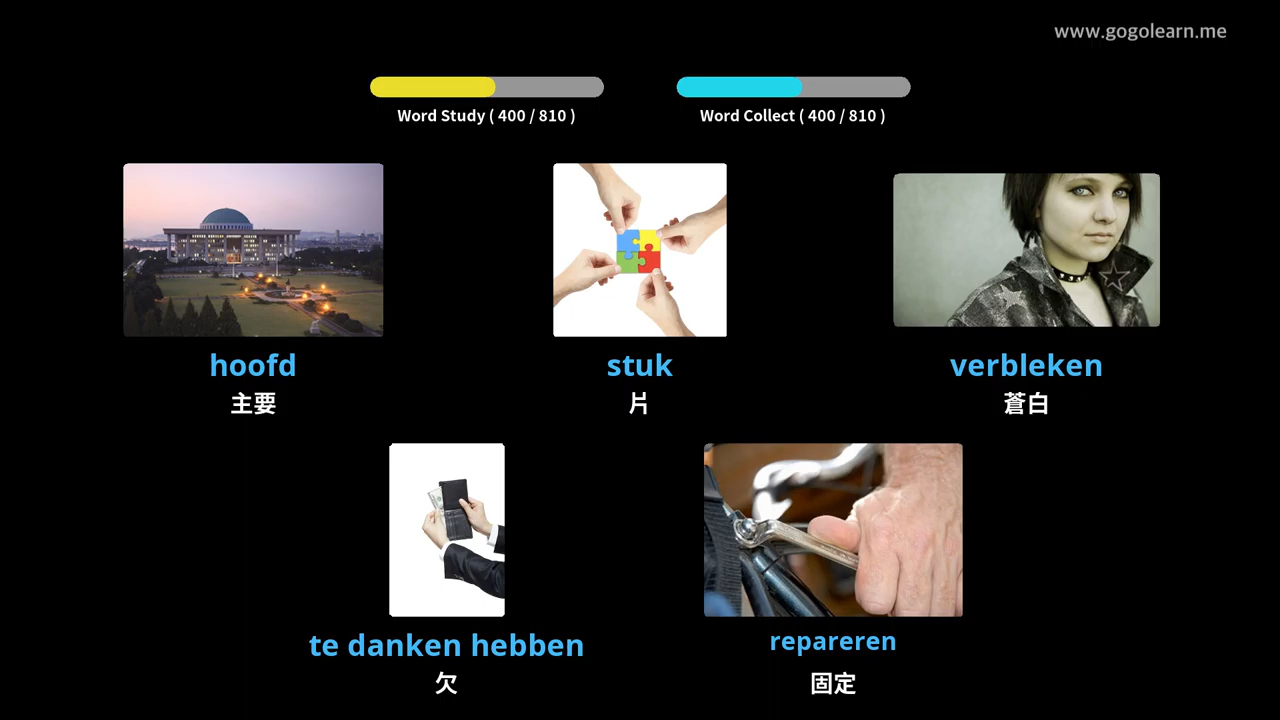 www.gogolearn.me
Word Study ( 400 / 810 )
Word Collect ( 400 / 810 )
hoofd
主要
stuk
片
verbleken
蒼白
te danken hebben
欠
repareren
固定